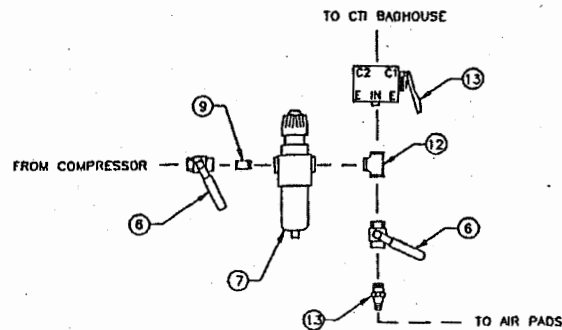 TO CTI BAGHOUSE
C2 C1
E IN E
13
9
FROM COMPRESSOR
12
6
6
7
13
TO AIR PADS